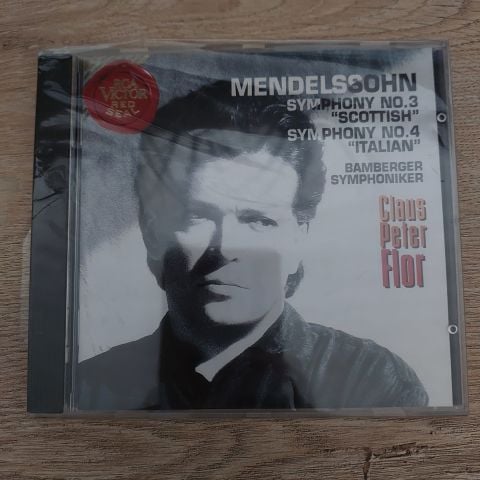 RCA
VICTOR
RED
SEAL
MENDELSSOHN
SYMPHONY NO.3
"SCOTTISH"
SYMPHONY NO.4
"ITALIAN"
BAMBERGER
SYMPHONIKER
Claus
Peter
Flor